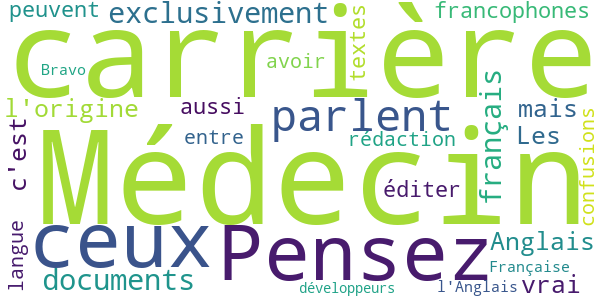 peuvent exclusivement textes francophones
carrière
Bravo avoir
l'origine aussi parlent français mais
c'est entre rédaction Les confusions
Médecin
éditer
langue ceux Pensez Anglais
documents Française
développeurs l'Anglais vrai